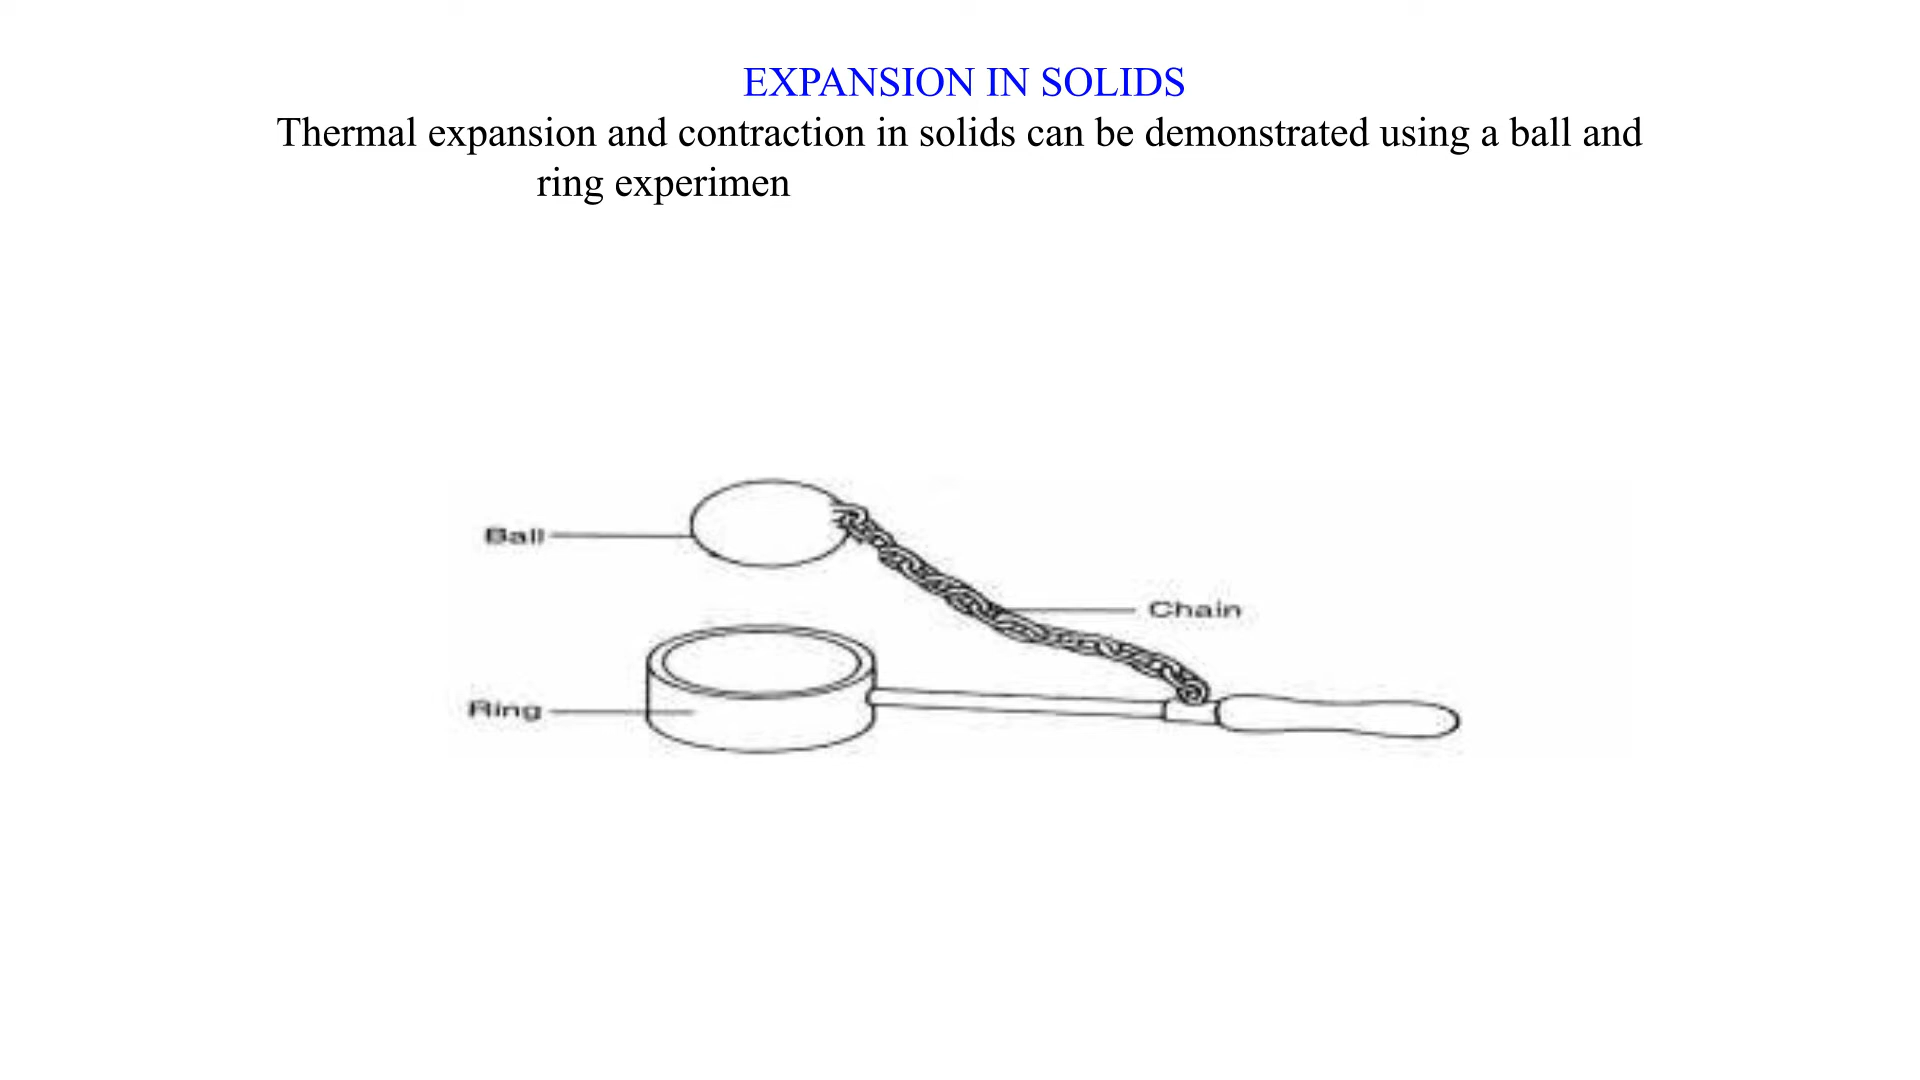 EXPANSION IN SOLIDS
Thermal expansion and contraction in solids can be demonstrated using a ball and
ring experimen
Ball
Chain
Ring